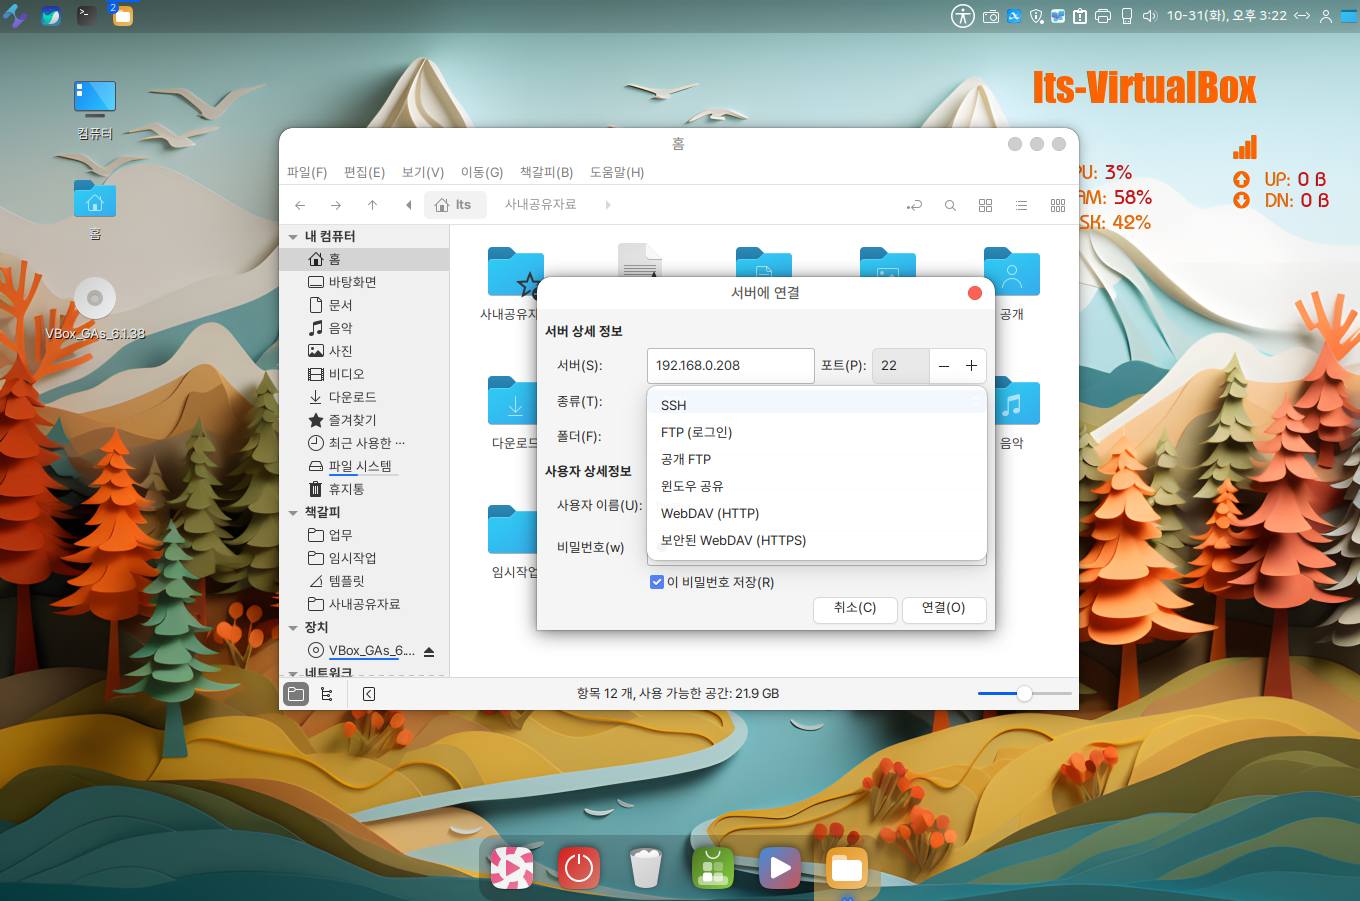 2
>_
10-31(화), 오후 3:22
Its-VirtualBox
컴퓨터
홈
VBox_GAs_6.1.38
PU: 3%
AM: 58%
SK: 42%
UP: 0 B
DN: 0 B
홈
파일(F) 편집(E) 보기(V) 이동(G) 책갈피(B) 도움말(H)
lts 사내공유자료
내 컴퓨터
홈
바탕화면
문서
음악
사진
비디오
다운로드
즐겨찾기
최근 사용한 ...
파일 시스템
휴지통
책갈피
업무
임시작업
템플릿
사내공유자료
장치
VBox_GAs_6....
네트워크
사내공유자
공개
다운로드
음악
임시작업
서버에 연결
서버 상세 정보
서버(S): 192.168.0.208 포트(P): 22
종류(T):
SSH
FTP (로그인)
공개 FTP
윈도우 공유
WebDAV (HTTP)
보안된 WebDAV (HTTPS)
폴더(F):
사용자 상세정보
사용자 이름(U):
비밀번호(w)
이 비밀번호 저장(R)
취소(C) 연결(O)
항목 12 개, 사용 가능한 공간: 21.9 GB